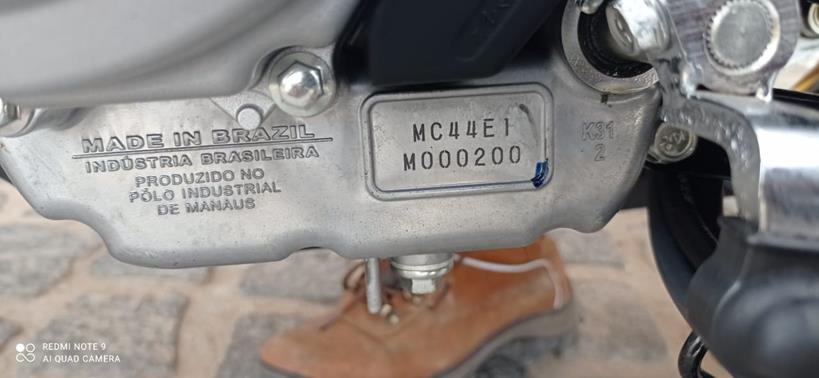 MADE IN BRAZIL
INDÚSTRIA BRASILEIRA
PRODUZIDO NO
PÓLO INDUSTRIAL
DE MANAUS
MC44E1
M000200
K91
2
REDMI NOTE 9
AI QUAD CAMERA